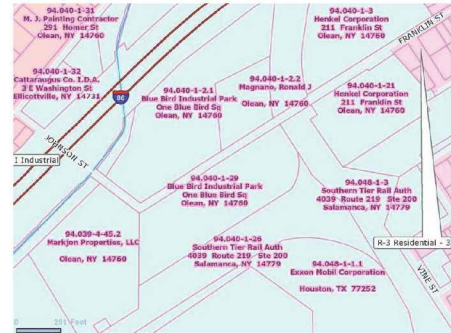 94.040-1-31
M. J. Painting Contractor
291 Homer St
Olean, NY 14760
94.040-1-3
Henkel Corporation
211 Franklin St
Olean, NY 14760
FRANKLIN ST
94.040-1-32
Cattaraugus Co. I.D.A.
3 E Washington St
Ellicottville, NY 14731
86
94.040-1-2.1
Blue Bird Industrial Park
One Blue Bird Sq
Olean, NY 14760
94.040-1-2.2
Magnano, Ronald J
Olean, NY 14760
94.040-1-21
Henkel Corporation
211 Franklin St
Olean, NY 14760
JOHNSON ST
I Industrial
94.040-1-29
Blue Bird Industrial Park
One Blue Bird Sq
Olean, NY 14760
94.048-1-3
Southern Tier Rail Auth
4039 Route 219 Ste 200
Salamanca, NY 14779
94.039-4-45.2
Markjon Properties, LLC
Olean, NY 14760
94.040-1-26
Southern Tier Rail Auth
4039 Route 219 Ste 200
Salamanca, NY 14779
R-3 Residential - 3
94.048-1-1.1
Exxon Mobil Corporation
Houston, TX 77252
VINE ST
0 201 Feet